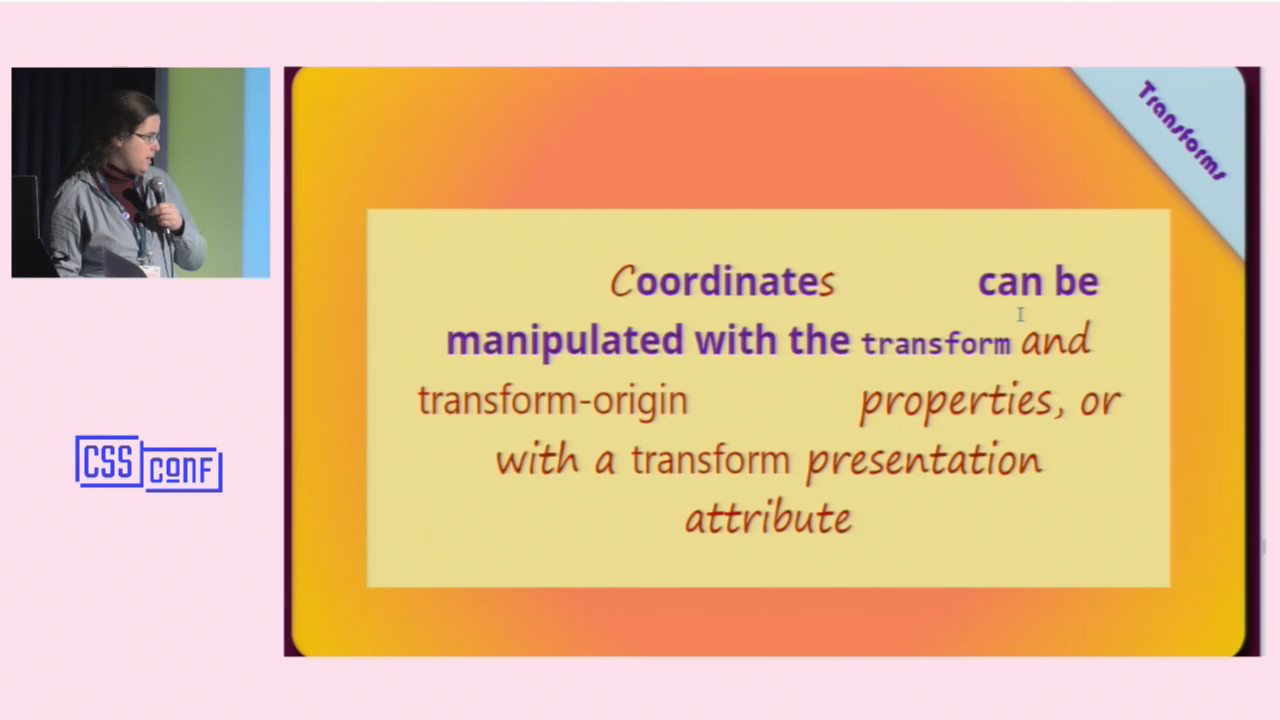 Transforms
Coordinates can be
manipulated with the transform and
transform-origin properties, or
with a transform presentation
attribute
CSS
CONF